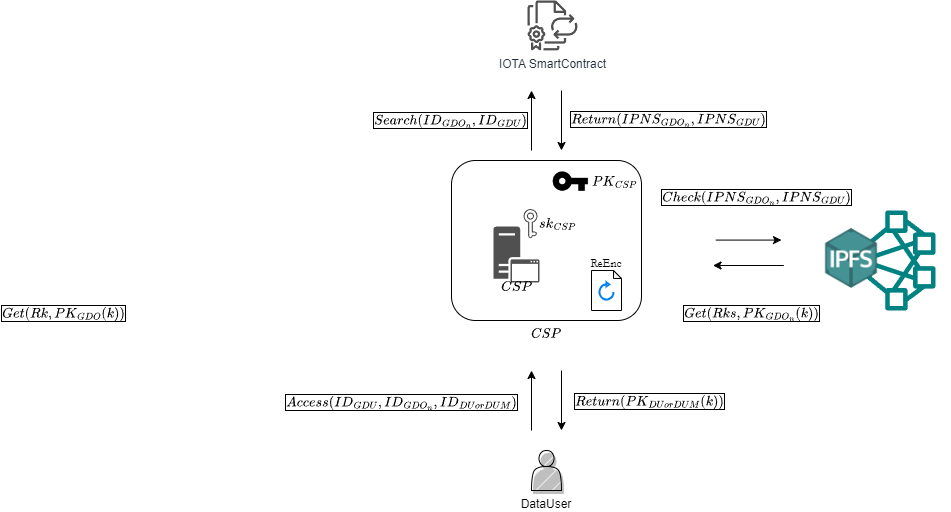 IOTA SmartContract
Search(ID_{GDO_n}, ID_{GDU})
Return(IPNS_{GDO_n}, IPNS_{GDU})
PK_{CSP}
Check(IPNS_{GDO_n}, IPNS_{GDU})
sk_{CSP}
IPFS
ReEnc
CSP
Get(Rk, PK_{GDO}(k))
Get(Rks, PK_{GDO_n}(k))
CSP
Access(ID_{GDU}, ID_{GDO_n}, ID_{DUorDUM})
Return(PK_{DUorDUM}(k))
DataUser